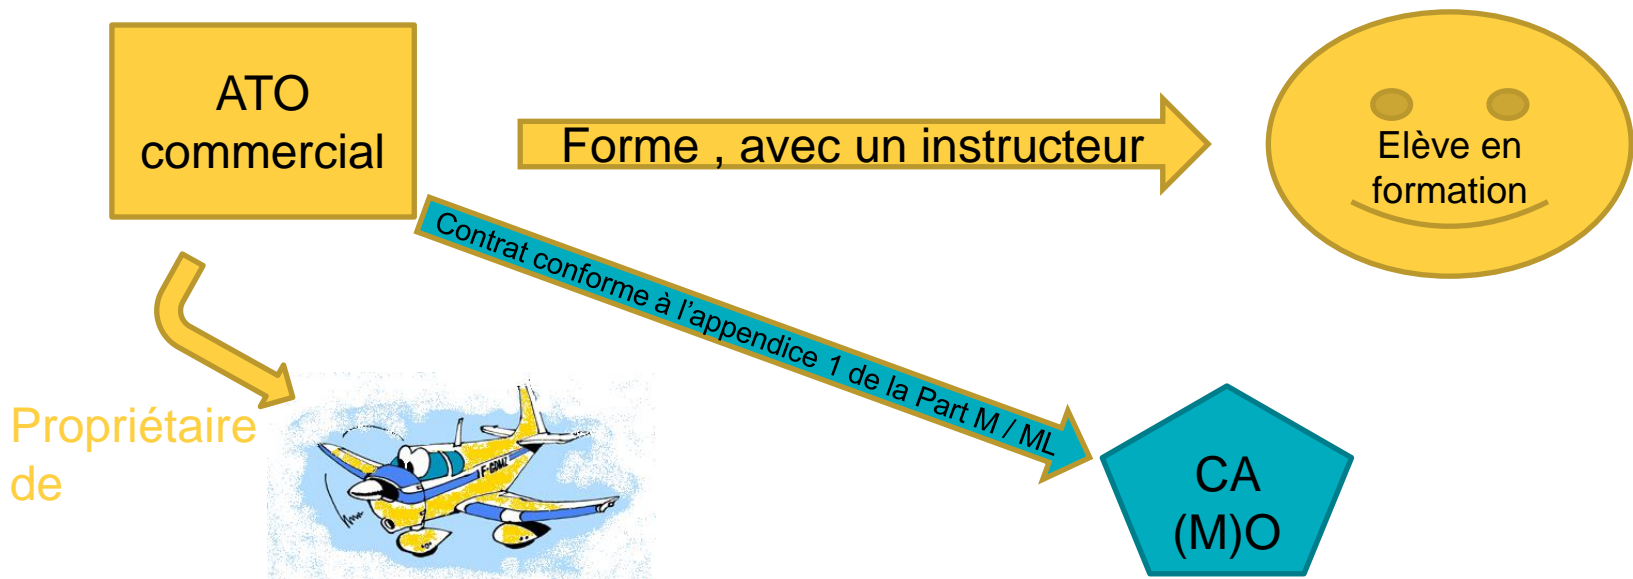 ATO
commercial
Forme , avec un instructeur
Elève en
formation
Contrat conforme à l'appendice 1 de la Part M / ML
Propriétaire
de
F-GDMZ
CA
(M)O